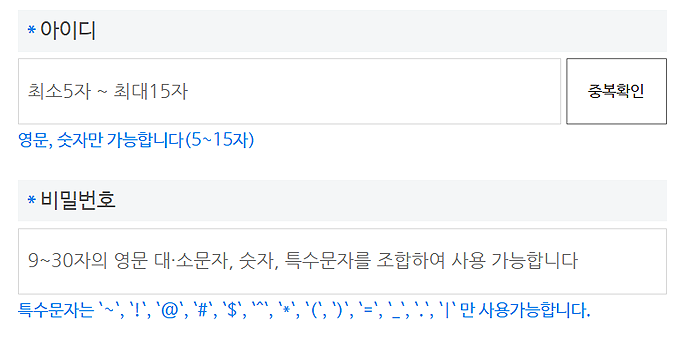 * 아이디
최소5자 ~ 최대15자 중복확인
영문, 숫자만 가능합니다(5~15자)
* 비밀번호
9~30자의 영문 대·소문자, 숫자, 특수문자를 조합하여 사용 가능합니다
특수문자는 `~`, `!`, `@`, `#`, `$`, `^`, `*`, `(`, `)`, `=`, `_`, `.`, `|` 만 사용가능합니다.